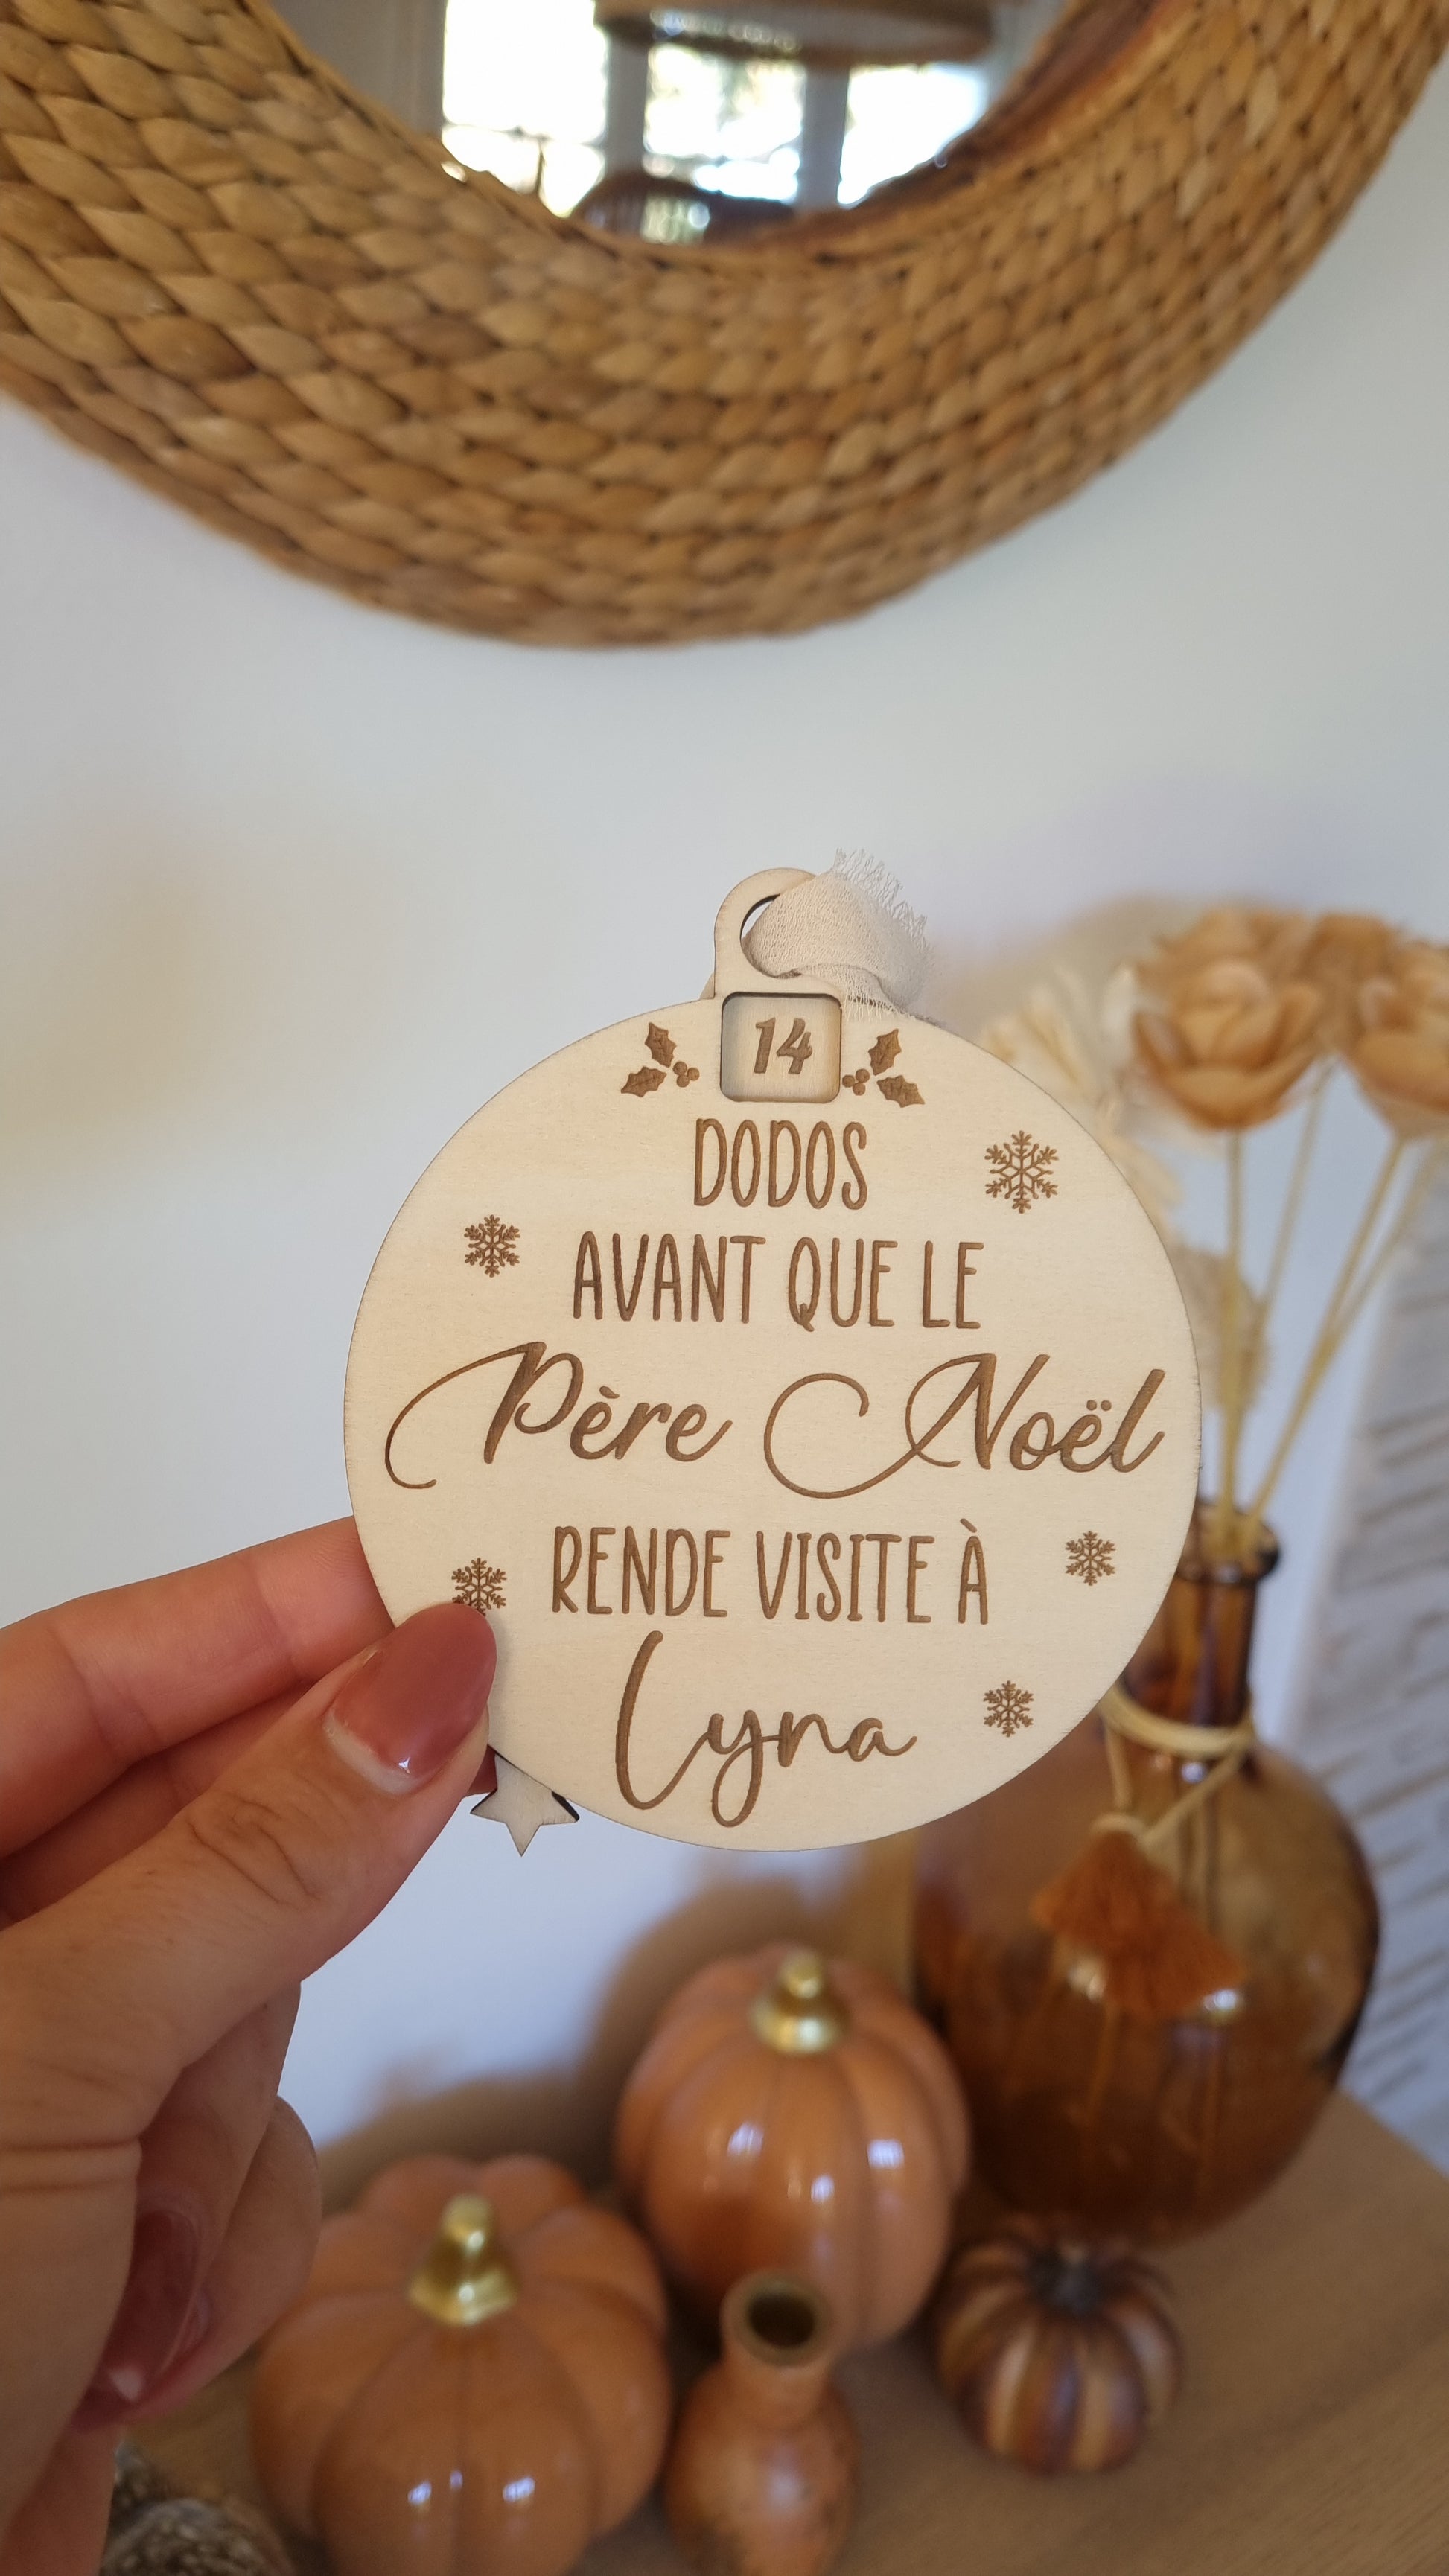 14
DODOS
AVANT QUE LE
Père Noël
RENDE VISITE À
Lyna